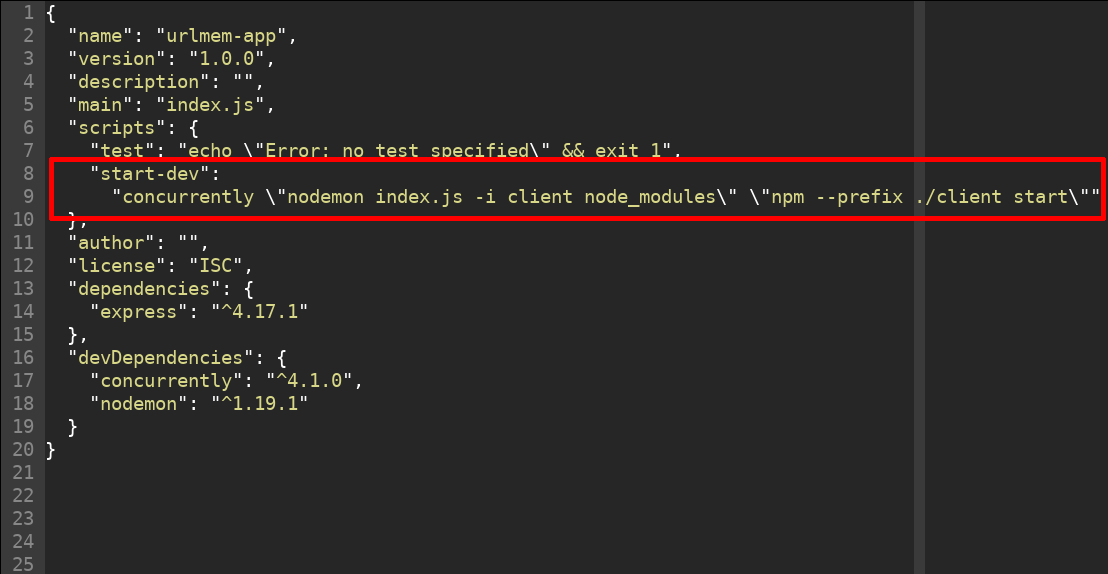 1 {
2   "name": "urlmem-app",
3   "version": "1.0.0",
4   "description": "",
5   "main": "index.js",
6   "scripts": {
7     "test": "echo \"Error: no test specified\" && exit 1",
8     "start-dev":
9       "concurrently \"nodemon index.js -i client node_modules\" \"npm --prefix ./client start\""
10   },
11   "author": "",
12   "license": "ISC",
13   "dependencies": {
14     "express": "^4.17.1"
15   },
16   "devDependencies": {
17     "concurrently": "^4.1.0",
18     "nodemon": "^1.19.1"
19   }
20 }
21
22
23
24
25